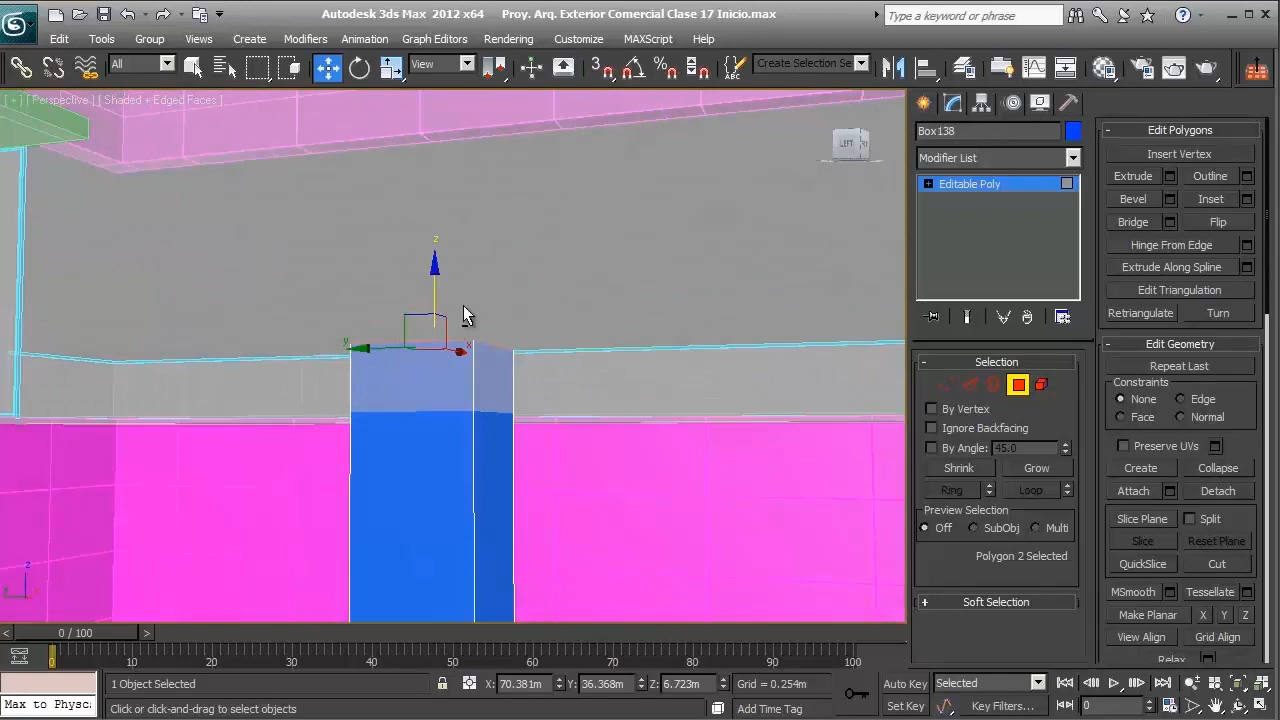 Autodesk 3ds Max 2012 x64 Proy. Arq. Exterior Comercial Clase 17 Inicio.max
Type a keyword or phrase
Edit Tools Group Views Create Modifiers Animation Graph Editors Rendering Customize MAXScript Help
All View Create Selection Se
[ + ] [ Perspective ] [ Shaded + Edged Faces ]
LEFT
z
y
x
z
Box138
Modifier List
Editable Poly
Selection
By Vertex
Ignore Backfacing
By Angle: 45.0
Shrink Grow
Ring Loop
Preview Selection
Off SubObj Multi
Polygon 2 Selected
Soft Selection
Edit Polygons
Insert Vertex
Extrude Outline
Bevel Inset
Bridge Flip
Hinge From Edge
Extrude Along Spline
Edit Triangulation
Retriangulate Turn
Edit Geometry
Repeat Last
Constraints
None Edge
Face Normal
Preserve UVs
Create Collapse
Attach Detach
Slice Plane Split
Slice Reset Plane
QuickSlice Cut
MSmooth Tessellate
Make Planar X Y Z
View Align Grid Align
Relax
0 / 100
0 10 20 30 40 50 60 70 80 90 100
1 Object Selected X: 70.381m Y: 36.368m Z: 6.723m Grid = 0.254m Auto Key Selected
Max to Physc Click or click-and-drag to select objects Add Time Tag Set Key Key Filters... 0